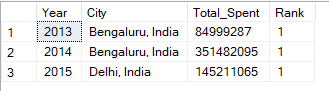 Year City Total_Spent Rank
1 2013 Bengaluru, India 84999287 1
2 2014 Bengaluru, India 351482095 1
3 2015 Delhi, India 145211065 1